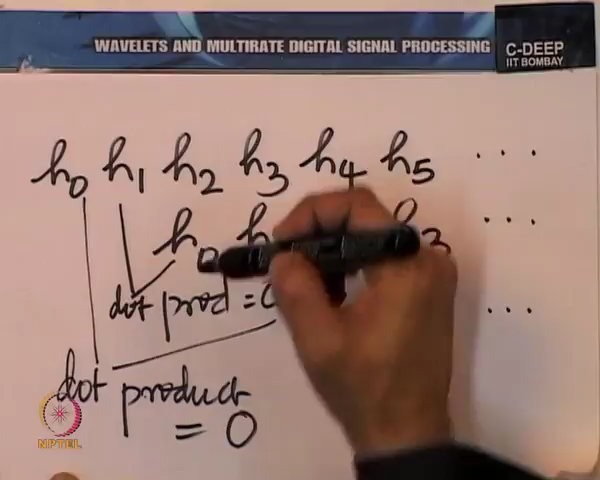 WAVELETS AND MULTIRATE DIGITAL SIGNAL PROCESSING
C-DEEP
IIT BOMBAY
h0 h1 h2 h3 h4 h5 ...
h0 h 3 ...
dot prod = 0 ...
dot product
= 0
NPTEL